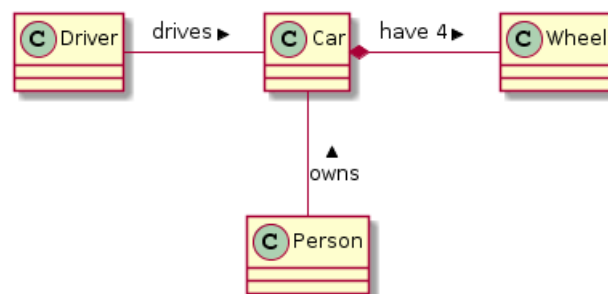 C Driver drives ▶ C Car have 4 ▶ C Wheel
▲
owns
C Person